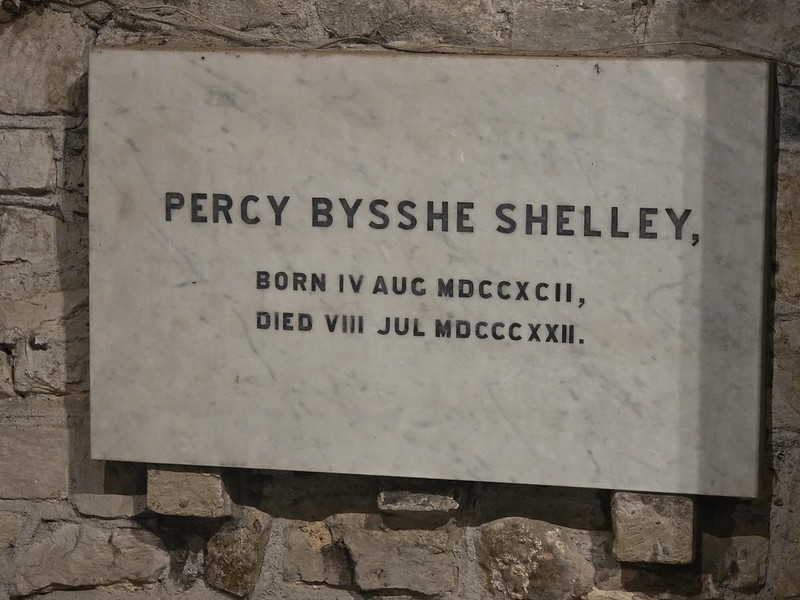 PERCY BYSSHE SHELLEY,
BORN IV AUG MDCCXCII,
DIED VIII JUL MDCCCXXII.